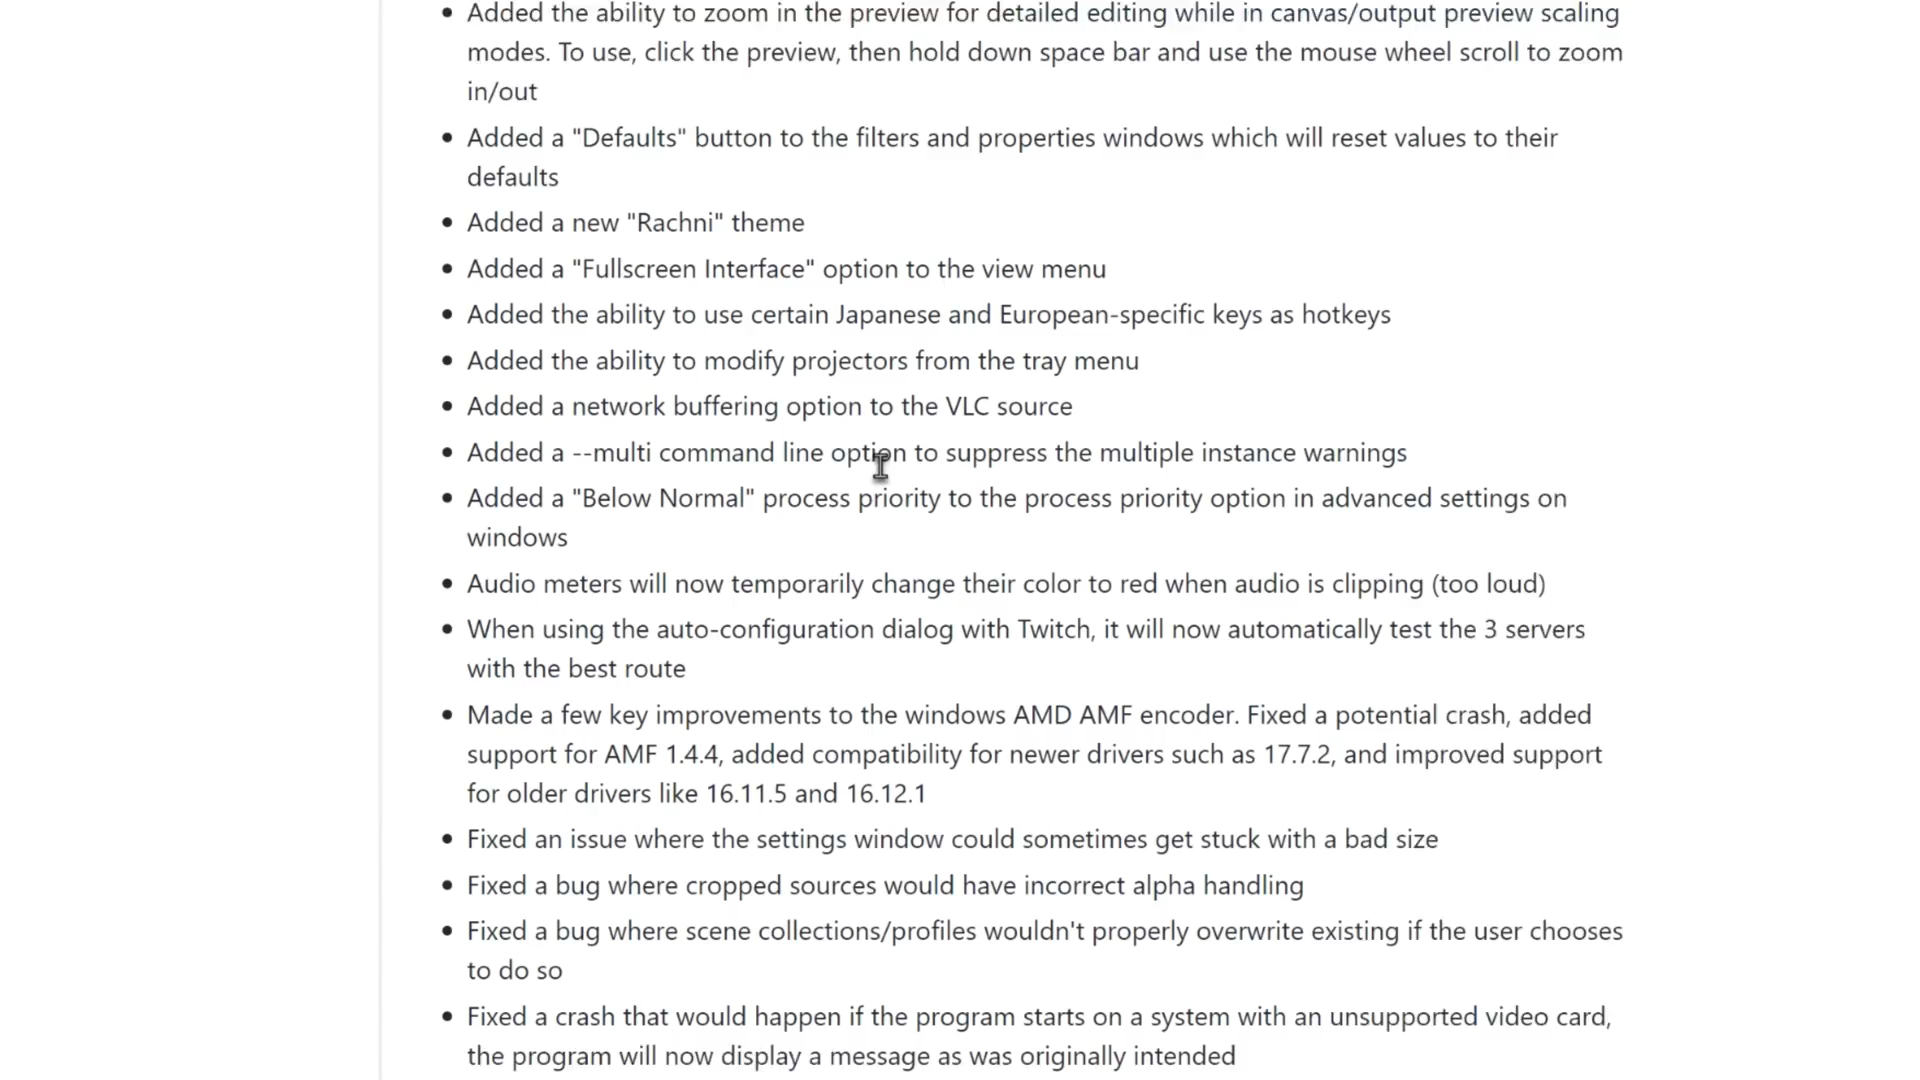 • Added the ability to zoom in the preview for detailed editing while in canvas/output preview scaling
modes. To use, click the preview, then hold down space bar and use the mouse wheel scroll to zoom
in/out
• Added a "Defaults" button to the filters and properties windows which will reset values to their
defaults
• Added a new "Rachni" theme
• Added a "Fullscreen Interface" option to the view menu
• Added the ability to use certain Japanese and European-specific keys as hotkeys
• Added the ability to modify projectors from the tray menu
• Added a network buffering option to the VLC source
• Added a --multi command line option to suppress the multiple instance warnings
• Added a "Below Normal" process priority to the process priority option in advanced settings on
windows
• Audio meters will now temporarily change their color to red when audio is clipping (too loud)
• When using the auto-configuration dialog with Twitch, it will now automatically test the 3 servers
with the best route
• Made a few key improvements to the windows AMD AMF encoder. Fixed a potential crash, added
support for AMF 1.4.4, added compatibility for newer drivers such as 17.7.2, and improved support
for older drivers like 16.11.5 and 16.12.1
• Fixed an issue where the settings window could sometimes get stuck with a bad size
• Fixed a bug where cropped sources would have incorrect alpha handling
• Fixed a bug where scene collections/profiles wouldn't properly overwrite existing if the user chooses
to do so
• Fixed a crash that would happen if the program starts on a system with an unsupported video card,
the program will now display a message as was originally intended